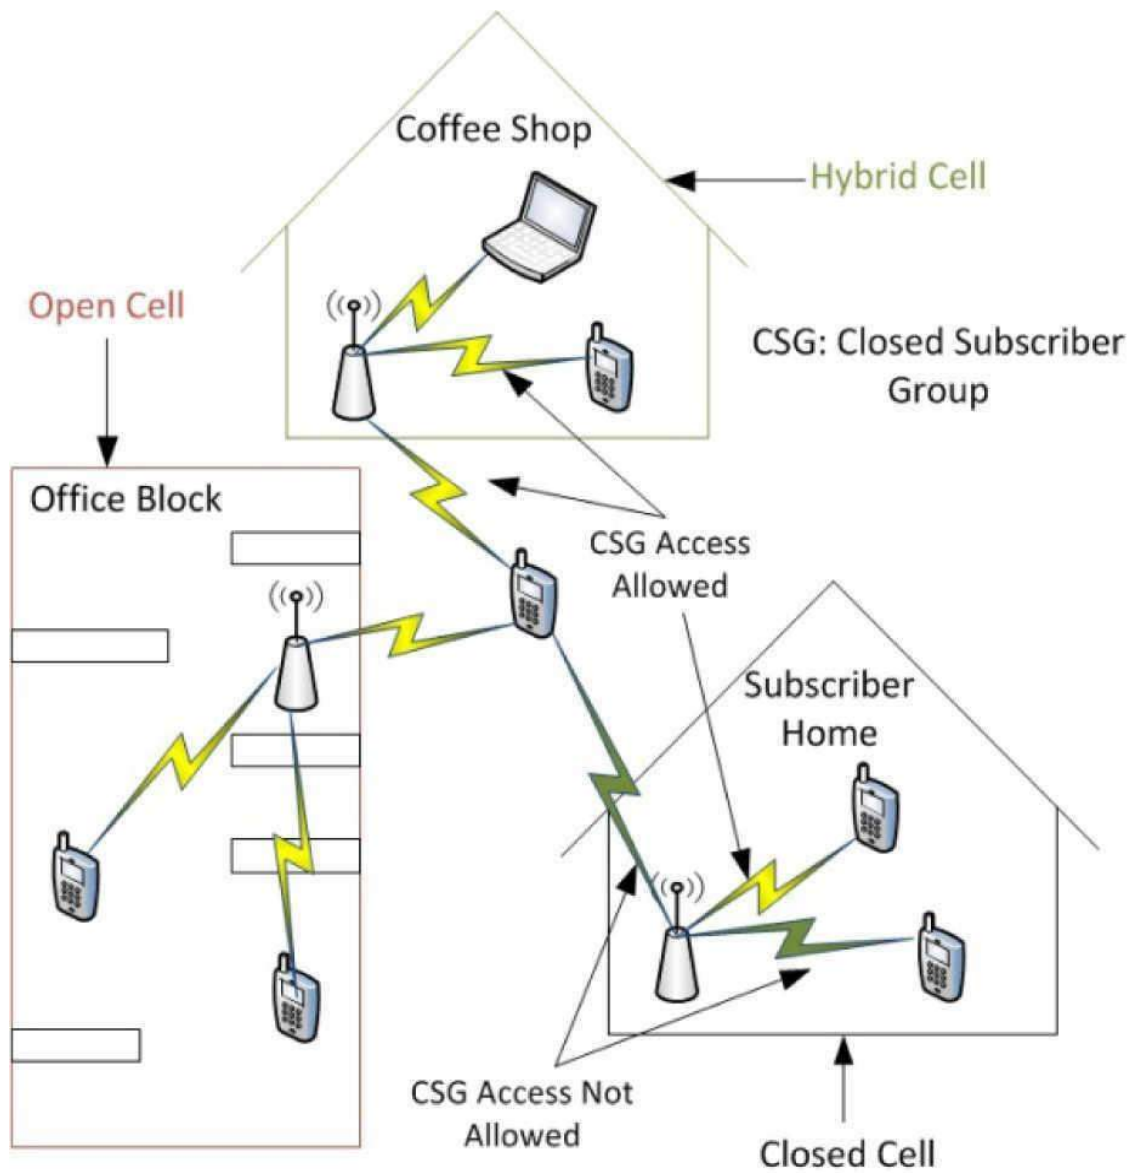 Coffee Shop
Hybrid Cell
Open Cell
CSG: Closed Subscriber
Group
Office Block
CSG Access
Allowed
Subscriber
Home
CSG Access Not
Allowed
Closed Cell